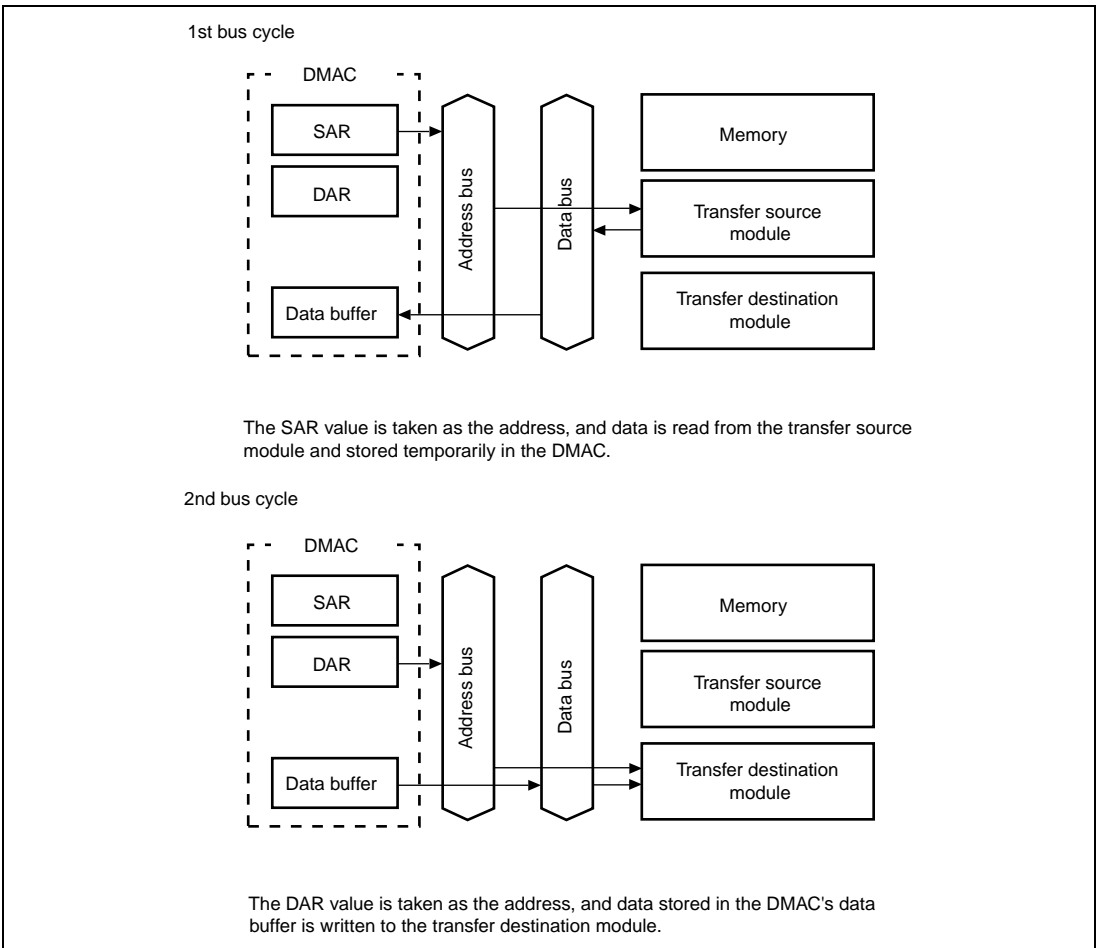 1st bus cycle
DMAC
SAR
DAR
Data buffer
Address bus
Data bus
Memory
Transfer source
module
Transfer destination
module
The SAR value is taken as the address, and data is read from the transfer source
module and stored temporarily in the DMAC.
2nd bus cycle
DMAC
SAR
DAR
Data buffer
Address bus
Data bus
Memory
Transfer source
module
Transfer destination
module
The DAR value is taken as the address, and data stored in the DMAC's data
buffer is written to the transfer destination module.